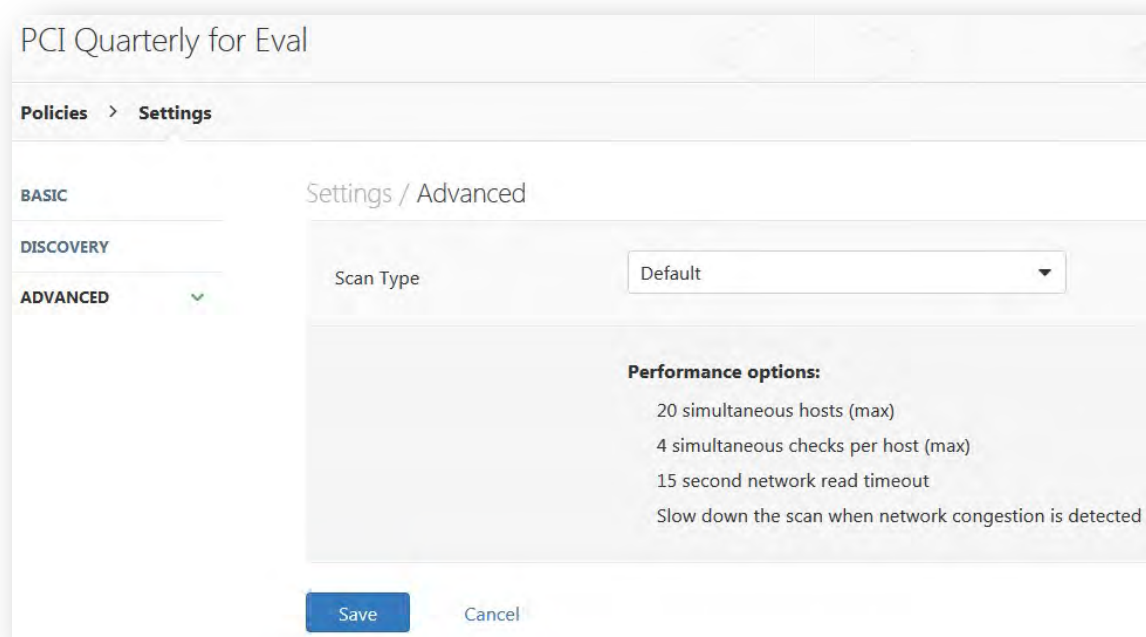 PCI Quarterly for Eval
Policies > Settings
BASIC
DISCOVERY
ADVANCED
Settings / Advanced
Scan Type
Default
Performance options:
20 simultaneous hosts (max)
4 simultaneous checks per host (max)
15 second network read timeout
Slow down the scan when network congestion is detected
Save
Cancel